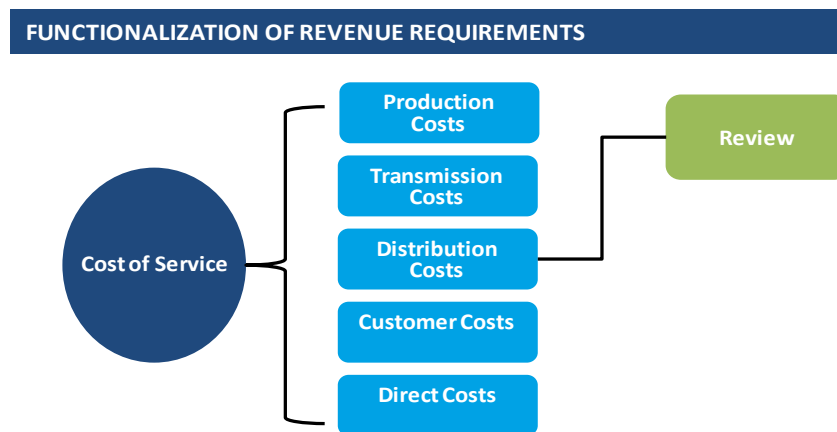 FUNCTIONALIZATION OF REVENUE REQUIREMENTS
Production
Costs
Transmission
Costs
Distribution
Costs
Customer Costs
Direct Costs
Cost of Service
Review